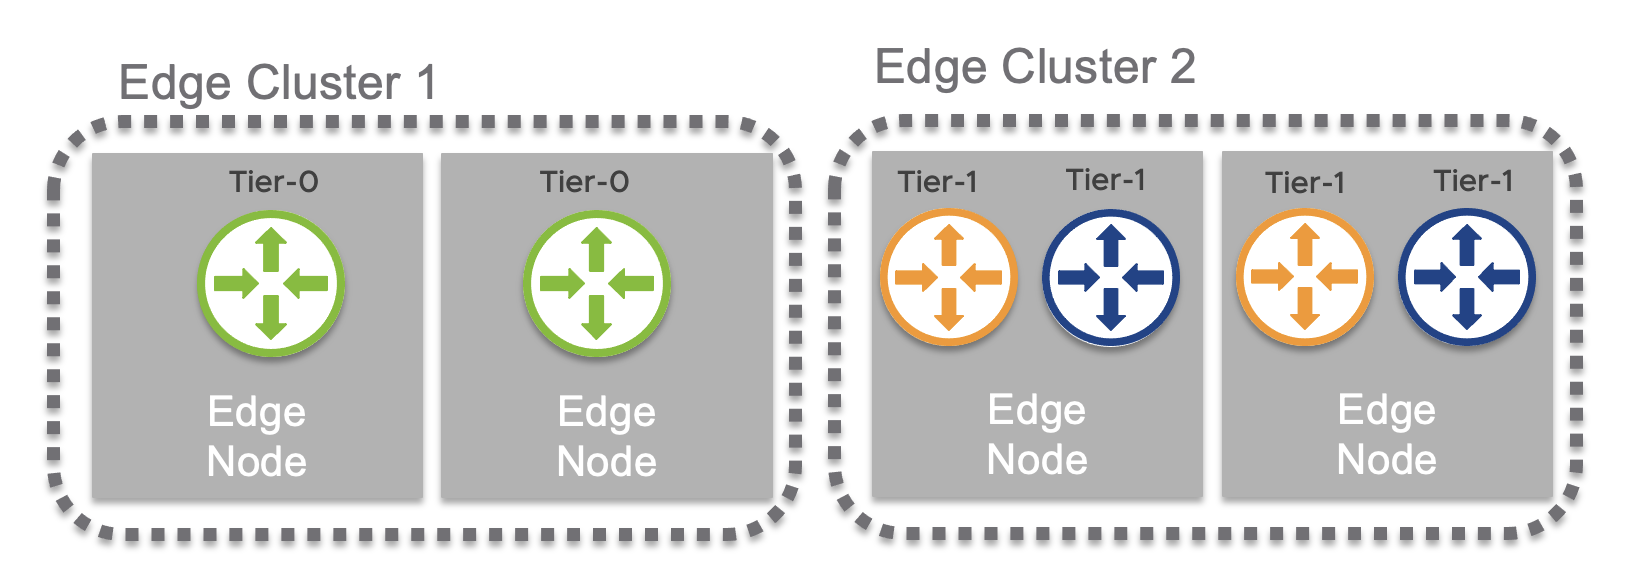 Edge Cluster 1
Tier-0
Tier-0
Edge
Node
Edge
Node
Edge Cluster 2
Tier-1
Tier-1
Tier-1
Tier-1
Edge
Node
Edge
Node